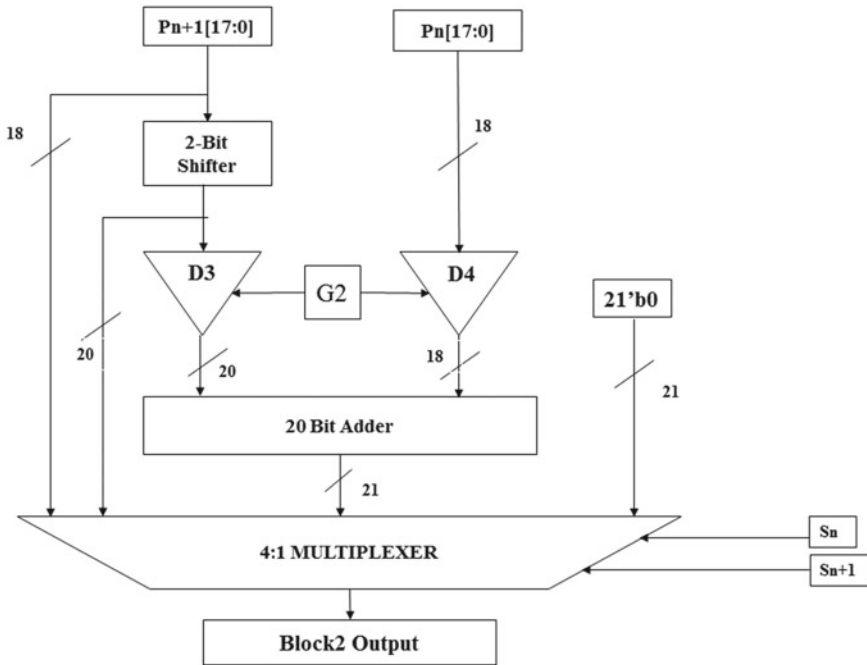 Pn+1[17:0]
Pn[17:0]
18
18
2-Bit
Shifter
D3
D4
G2
21’b0
20
20
18
21
20 Bit Adder
21
Sn
4:1 MULTIPLEXER
Sn+1
Block2 Output